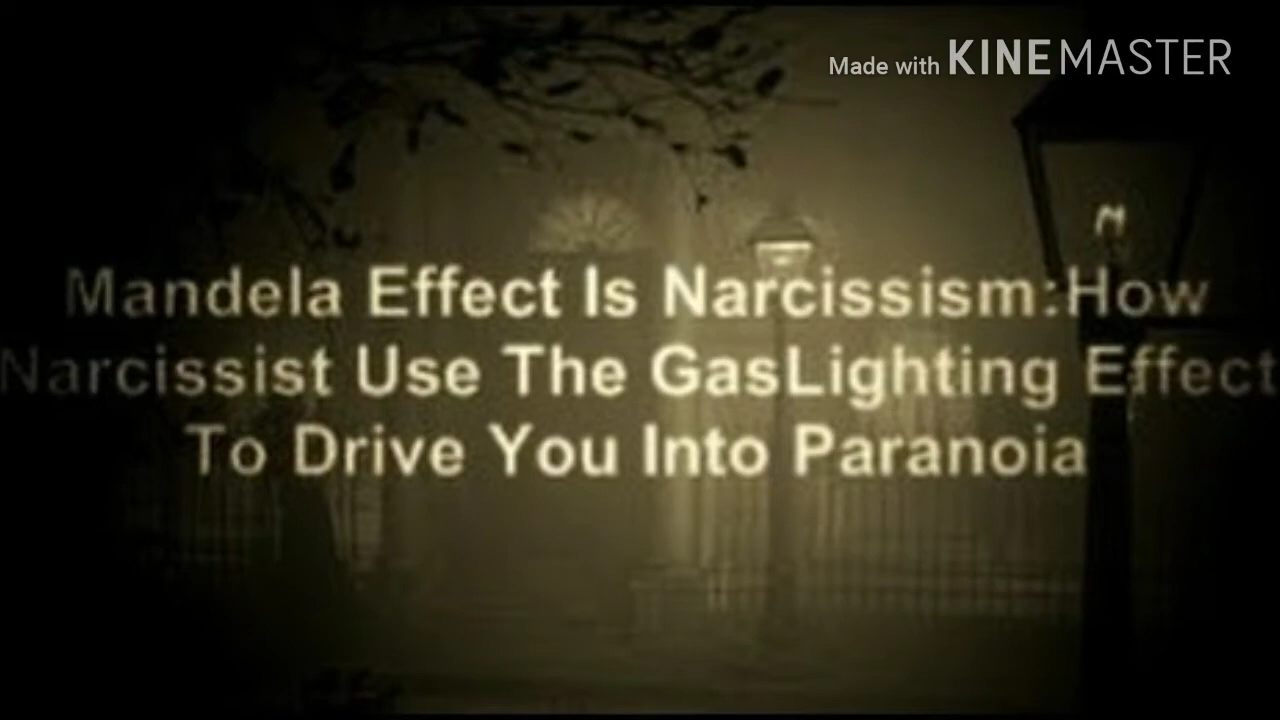 Made with KINEMASTER
Mandela Effect Is Narcissism:How
Narcissist Use The GasLighting Effect
To Drive You Into Paranoia